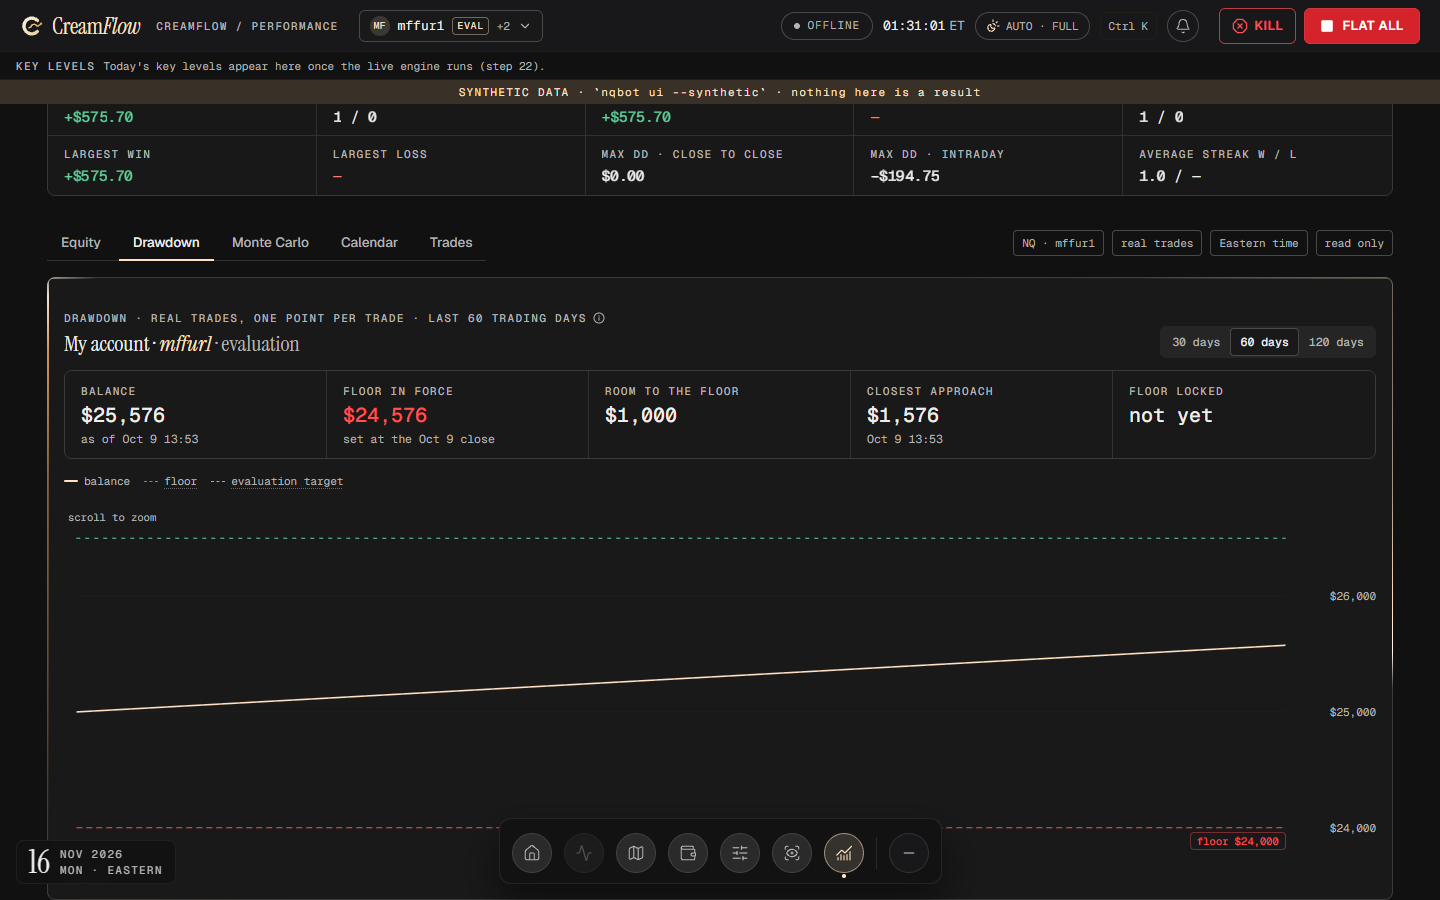 CreamFlow CREAMFLOW / PERFORMANCE MF mffur1 EVAL +2 OFFLINE 01:31:01 ET AUTO · FULL Ctrl K KILL FLAT ALL
KEY LEVELS Today's key levels appear here once the live engine runs (step 22).
SYNTHETIC DATA · `nqbot ui --synthetic` · nothing here is a result
+$575.70 1 / 0 +$575.70 — 1 / 0
LARGEST WIN LARGEST LOSS MAX DD · CLOSE TO CLOSE MAX DD · INTRADAY AVERAGE STREAK W / L
+$575.70 — $0.00 −$194.75 1.0 / —
Equity Drawdown Monte Carlo Calendar Trades NQ · mffur1 real trades Eastern time read only
DRAWDOWN · REAL TRADES, ONE POINT PER TRADE · LAST 60 TRADING DAYS
My account · mffur1 · evaluation 30 days 60 days 120 days
BALANCE FLOOR IN FORCE ROOM TO THE FLOOR CLOSEST APPROACH FLOOR LOCKED
$25,576 $24,576 $1,000 $1,576 not yet
as of Oct 9 13:53 set at the Oct 9 close Oct 9 13:53
balance floor evaluation target
scroll to zoom
$26,000
$25,000
$24,000
floor $24,000
16 NOV 2026
MON · EASTERN